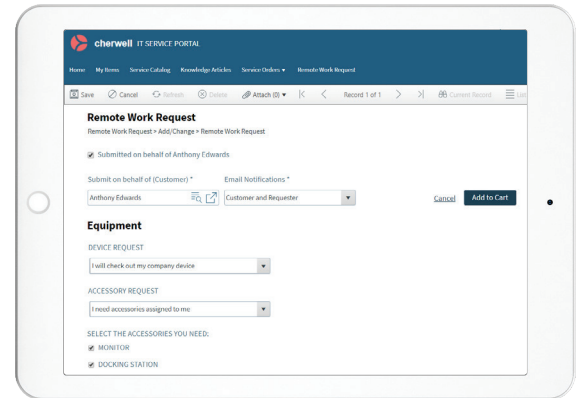 cherwell IT SERVICE PORTAL
Home My Items Service Catalog Knowledge Articles Service Orders Remote Work Request
Save Cancel Refresh Delete Attach (0) Record 1 of 1 Current Record
Remote Work Request
Remote Work Request > Add/Change > Remote Work Request
Submitted on behalf of Anthony Edwards
Submit on behalf of (Customer) * Email Notifications *
Anthony Edwards Customer and Requester Cancel Add to Cart
Equipment
DEVICE REQUEST
I will check out my company device
ACCESSORY REQUEST
I need accessories assigned to me
SELECT THE ACCESSORIES YOU NEED:
MONITOR
DOCKING STATION